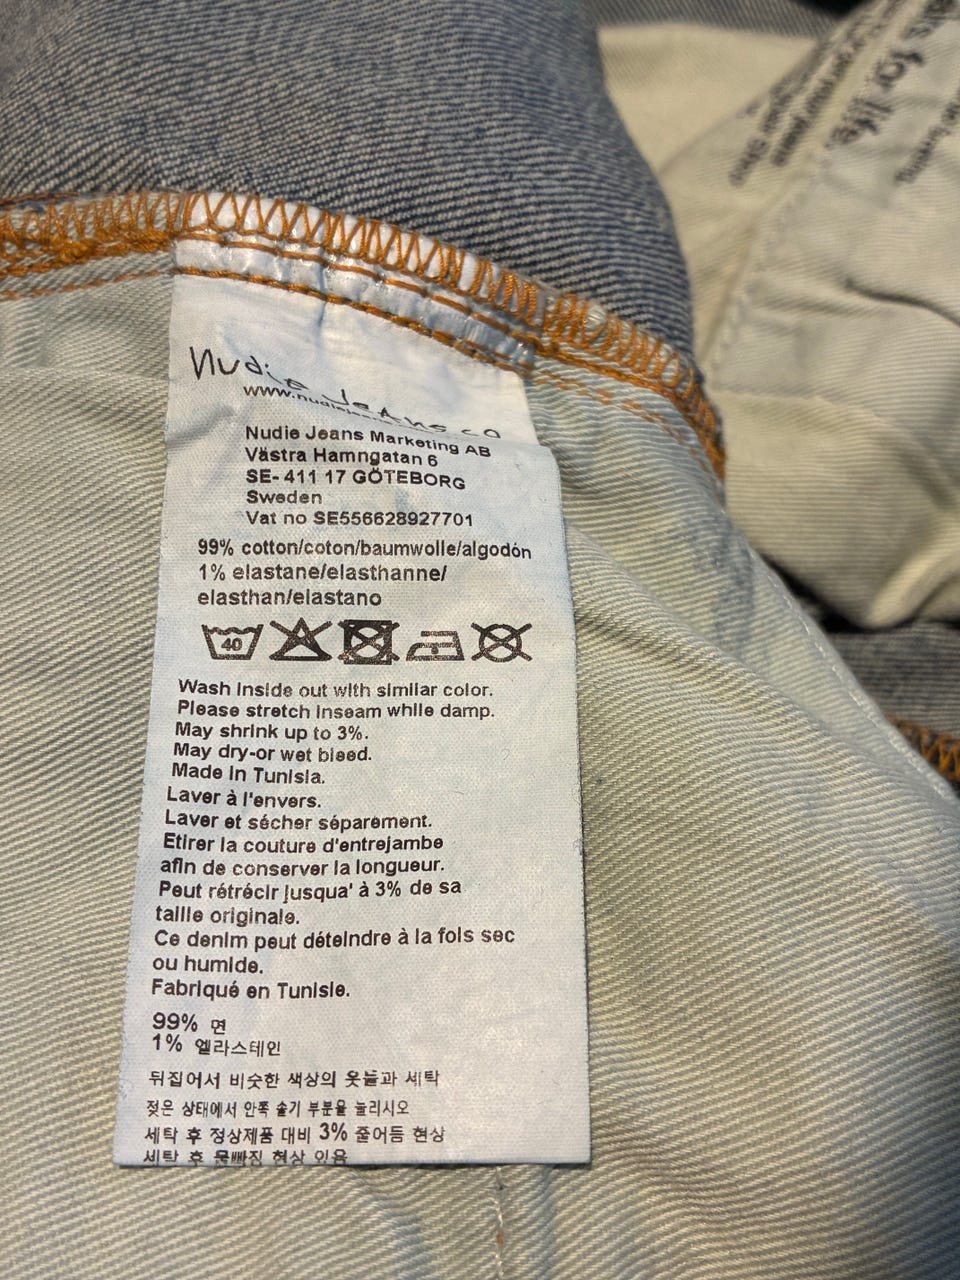 Nudie Jeans co
www.nudiejeans
Nudie Jeans Marketing AB
Västra Hamngatan 6
SE- 411 17 GÖTEBORG
Sweden
Vat no SE556628927701
99% cotton/coton/baumwolle/algodón
1% elastane/elasthanne/
elasthan/elastano
40
Wash inside out with similar color.
Please stretch inseam while damp.
May shrink up to 3%.
May dry-or wet bleed.
Made in Tunisia.
Laver à l'envers.
Laver et sécher séparement.
Etirer la couture d'entrejambe
afin de conserver la longueur.
Peut rétrécir jusqu' à 3% de sa
taille originale.
Ce denim peut déteindre à la fois sec
ou humide.
Fabriqué en Tunisie.
99% 면
1% 엘라스테인
뒤집어서 비슷한 색상의 옷들과 세탁
젖은 상태에서 안쪽 솔기 부분을 늘리시오
세탁 후 정상제품 대비 3% 줄어듬 현상
세탁 후 물빠짐 현상 있음
for life.